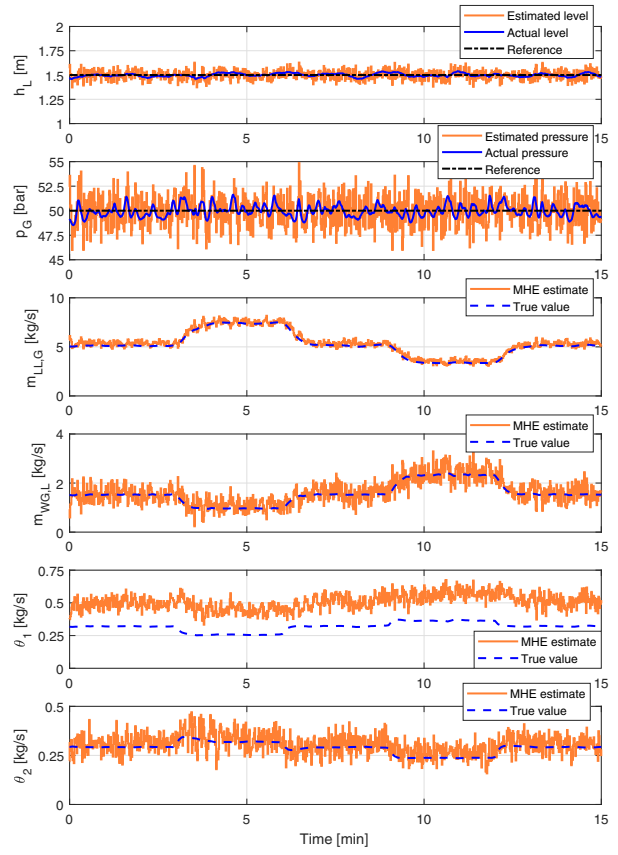 2
1.75
1.5
1.25
1
h_L [m]
Estimated level
Actual level
Reference
0
5
10
15
55
52.5
50
47.5
45
p_G [bar]
Estimated pressure
Actual pressure
Reference
0
5
10
15
10
5
0
m_LL,G [kg/s]
MHE estimate
True value
0
5
10
15
4
2
0
m_WG,L [kg/s]
MHE estimate
True value
0
5
10
15
0.75
0.5
0.25
0
θ_1 [kg/s]
MHE estimate
True value
0
5
10
15
0.5
0.25
0
θ_2 [kg/s]
MHE estimate
True value
0
5
10
15
Time [min]